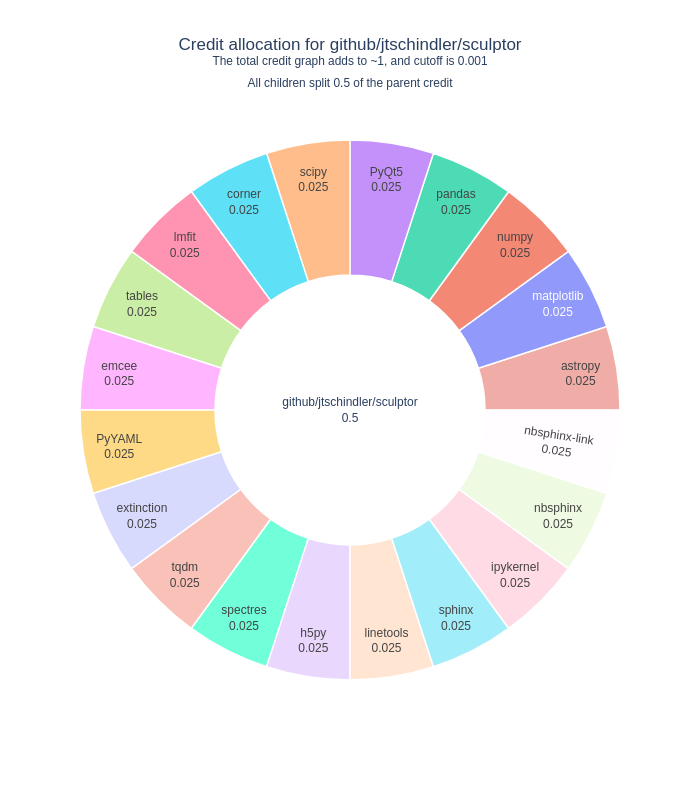 Credit allocation for github/jtschindler/sculptor
The total credit graph adds to ~1, and cutoff is 0.001
All children split 0.5 of the parent credit
scipy
0.025
PyQt5
0.025
corner
0.025
pandas
0.025
lmfit
0.025
numpy
0.025
tables
0.025
matplotlib
0.025
emcee
0.025
astropy
0.025
github/jtschindler/sculptor
0.5
PyYAML
0.025
nbsphinx-link
0.025
extinction
0.025
nbsphinx
0.025
tqdm
0.025
ipykernel
0.025
spectres
0.025
sphinx
0.025
h5py
0.025
linetools
0.025